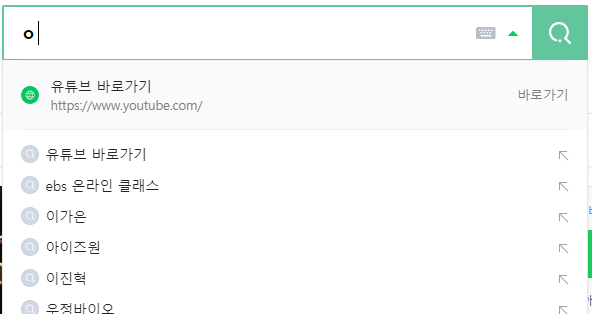 ㅇ
유튜브 바로가기
https://www.youtube.com/
바로가기
유튜브 바로가기
ebs 온라인 클래스
이가은
아이즈원
이진혁
우정바이오